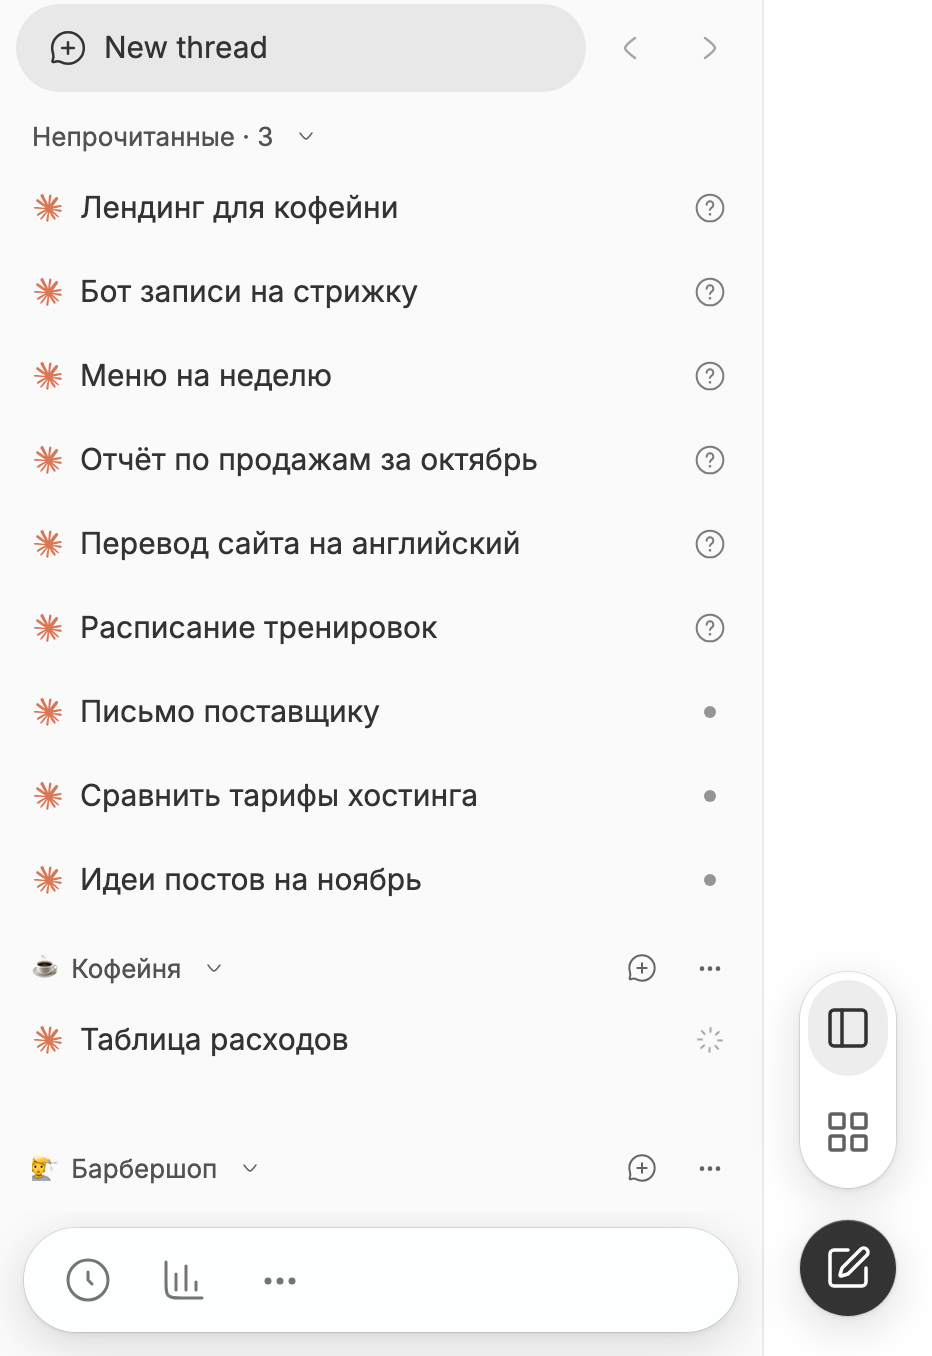 New thread
Непрочитанные · 3
Лендинг для кофейни
Бот записи на стрижку
Меню на неделю
Отчёт по продажам за октябрь
Перевод сайта на английский
Расписание тренировок
Письмо поставщику
Сравнить тарифы хостинга
Идеи постов на ноябрь
Кофейня
Таблица расходов
Барбершоп